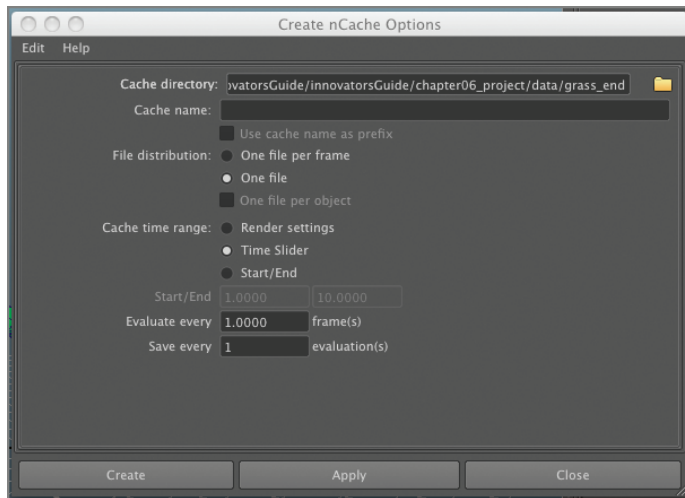 Create nCache Options
Edit Help
Cache directory: ovatorsGuide/innovatorsGuide/chapter06_project/data/grass_end
Cache name:
Use cache name as prefix
File distribution: One file per frame
One file
One file per object
Cache time range: Render settings
Time Slider
Start/End
Start/End 1.0000 10.0000
Evaluate every 1.0000 frame(s)
Save every 1 evaluation(s)
Create Apply Close